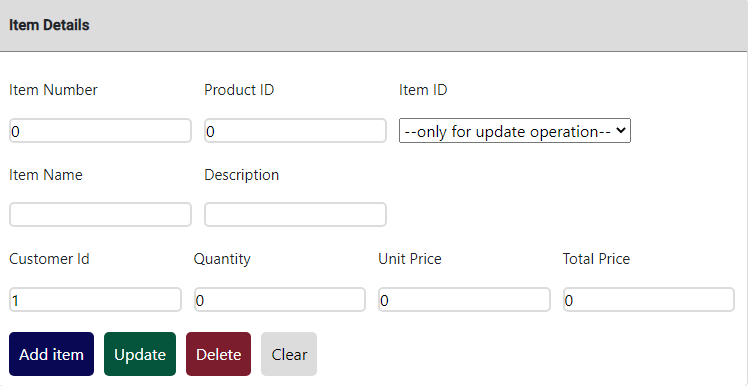 Item Details
Item Number Product ID Item ID
0 0 --only for update operation--
Item Name Description
Customer Id Quantity Unit Price Total Price
1 0 0 0
Add item Update Delete Clear